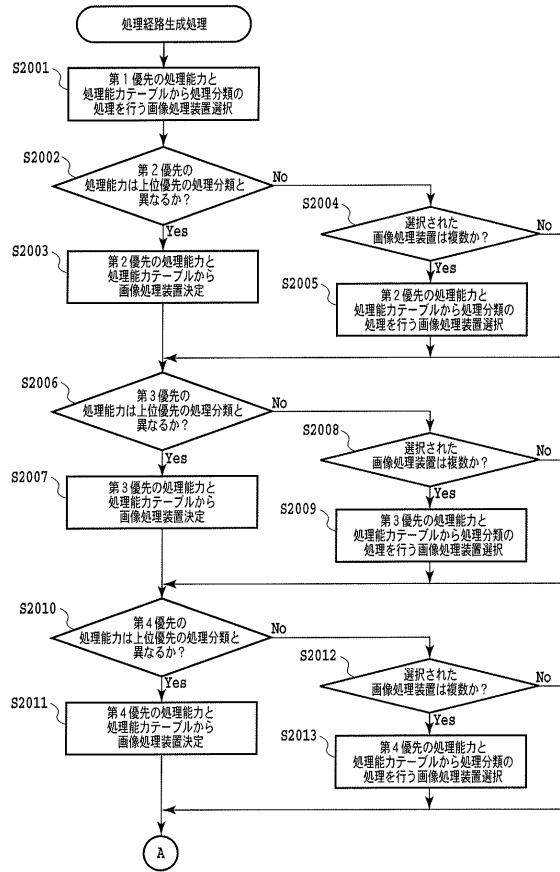 処理経路生成処理
S2001
第1優先の処理能力と
処理能力テーブルから処理分類の
処理を行う画像処理装置選択
S2002
第2優先の
処理能力は上位優先の処理分類と
異なるか?
No
Yes
S2003
第2優先の処理能力と
処理能力テーブルから
画像処理装置決定
S2004
選択された
画像処理装置は複数か?
No
Yes
S2005
第2優先の処理能力と
処理能力テーブルから処理分類の
処理を行う画像処理装置選択
S2006
第3優先の
処理能力は上位優先の処理分類と
異なるか?
No
Yes
S2007
第3優先の処理能力と
処理能力テーブルから
画像処理装置決定
S2008
選択された
画像処理装置は複数か?
No
Yes
S2009
第3優先の処理能力と
処理能力テーブルから処理分類の
処理を行う画像処理装置選択
S2010
第4優先の
処理能力は上位優先の処理分類と
異なるか?
No
Yes
S2011
第4優先の処理能力と
処理能力テーブルから
画像処理装置決定
S2012
選択された
画像処理装置は複数か?
No
Yes
S2013
第4優先の処理能力と
処理能力テーブルから処理分類の
処理を行う画像処理装置選択
A